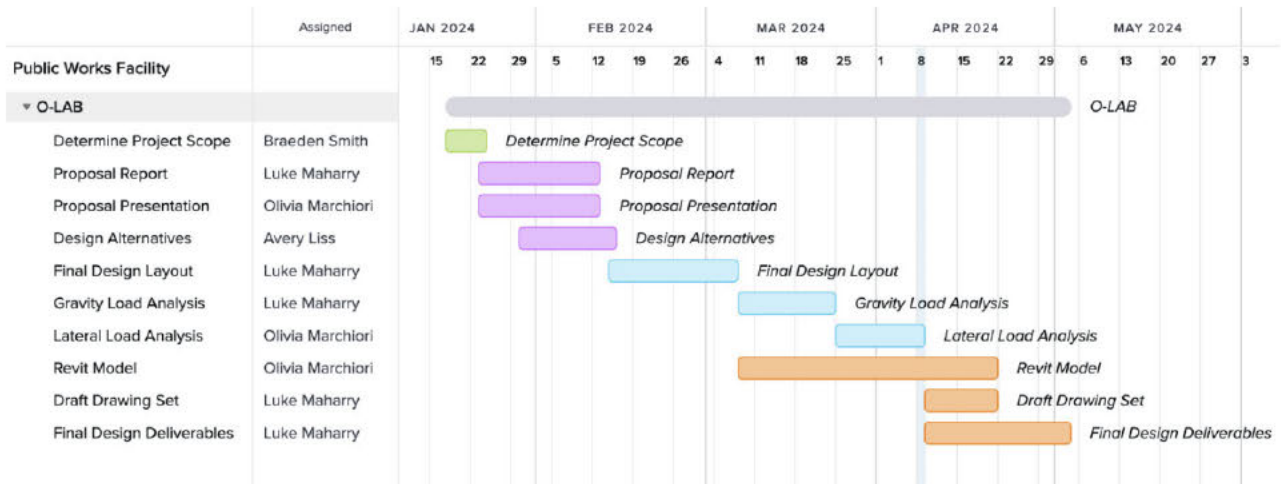 Assigned JAN 2024 FEB 2024 MAR 2024 APR 2024 MAY 2024
Public Works Facility 15 22 29 5 12 19 26 4 11 18 25 1 8 15 22 29 6 13 20 27 3
O-LAB O-LAB
Determine Project Scope Braeden Smith Determine Project Scope
Proposal Report Luke Maharry Proposal Report
Proposal Presentation Olivia Marchiori Proposal Presentation
Design Alternatives Avery Liss Design Alternatives
Final Design Layout Luke Maharry Final Design Layout
Gravity Load Analysis Luke Maharry Gravity Load Analysis
Lateral Load Analysis Olivia Marchiori Lateral Load Analysis
Revit Model Olivia Marchiori Revit Model
Draft Drawing Set Luke Maharry Draft Drawing Set
Final Design Deliverables Luke Maharry Final Design Deliverables